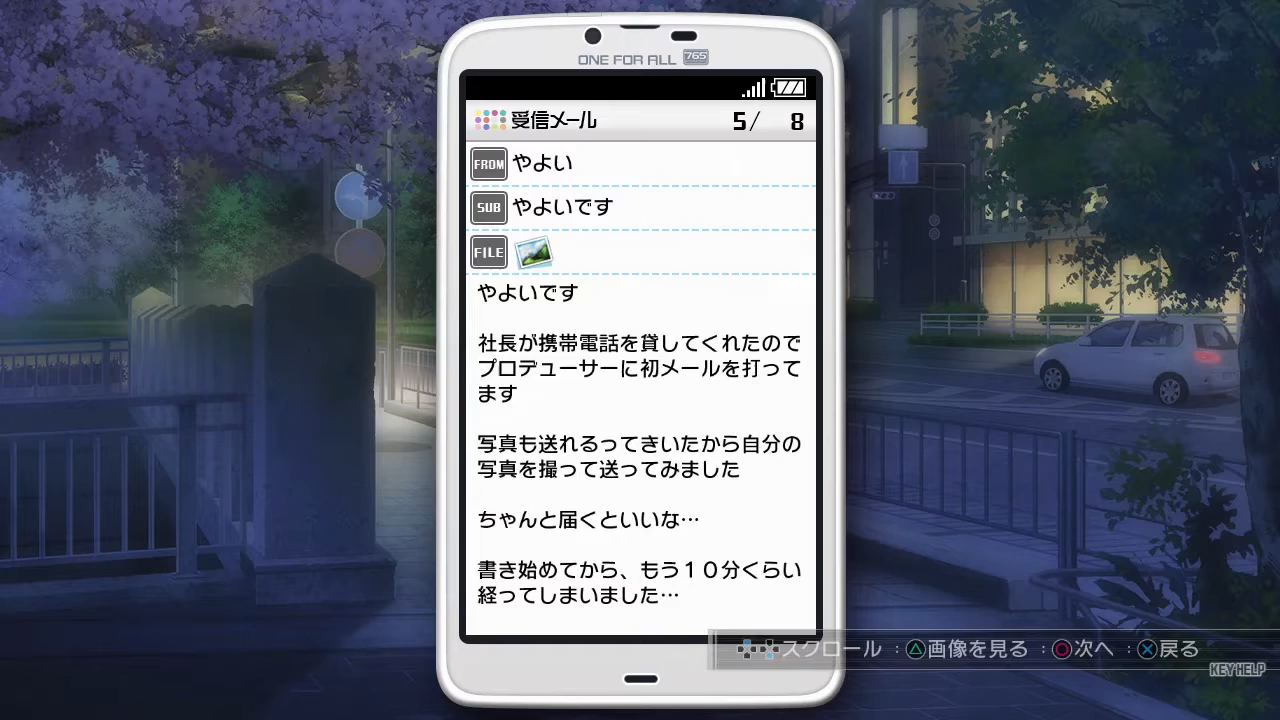 ONE FOR ALL 765
受信メール 5/ 8
FROM やよい
SUB やよいです
FILE
やよいです
社長が携帯電話を貸してくれたので
プロデューサーに初メールを打って
ます
写真も送れるってきいたから自分の
写真を撮って送ってみました
ちゃんと届くといいな…
書き始めてから、もう１０分くらい
経ってしまいました…
スクロール ：△画像を見る ：○次へ ：×戻る
KEY HELP